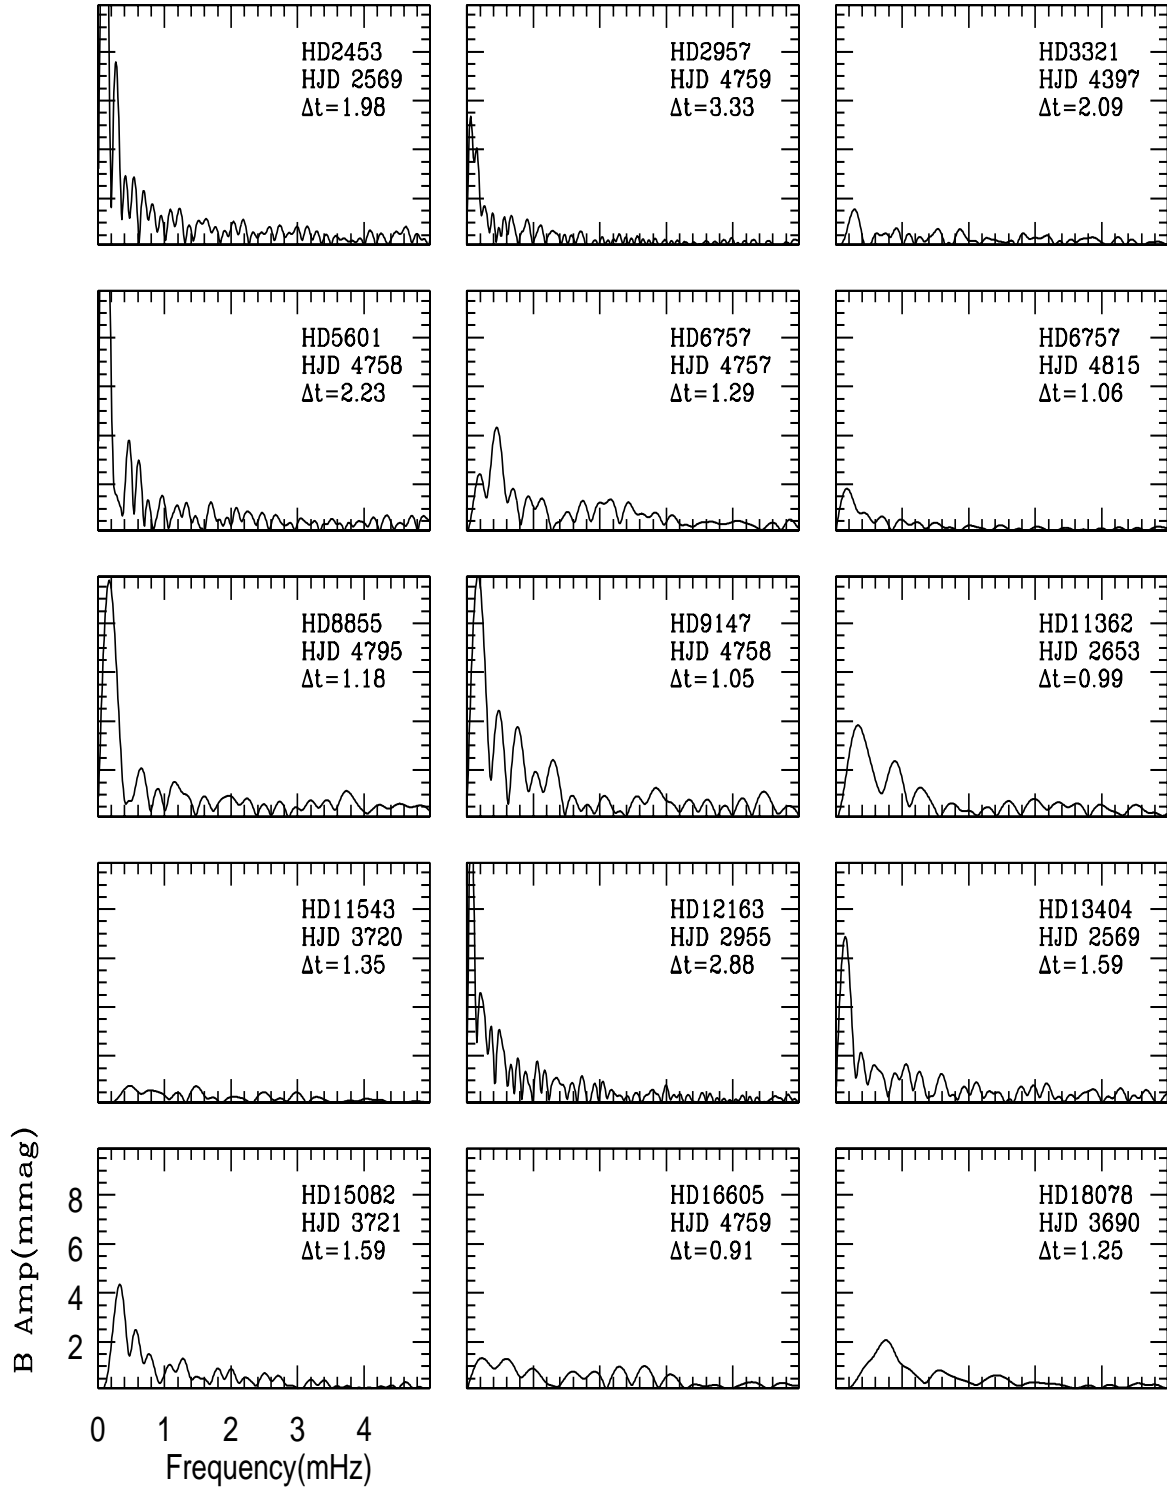 HD2453
HJD 2569
Δt=1.98
HD2957
HJD 4759
Δt=3.33
HD3321
HJD 4397
Δt=2.09
HD5601
HJD 4758
Δt=2.23
HD6757
HJD 4757
Δt=1.29
HD6757
HJD 4815
Δt=1.06
HD8855
HJD 4795
Δt=1.18
HD9147
HJD 4758
Δt=1.05
HD11362
HJD 2653
Δt=0.99
HD11543
HJD 3720
Δt=1.35
HD12163
HJD 2955
Δt=2.88
HD13404
HJD 2569
Δt=1.59
HD15082
HJD 3721
Δt=1.59
HD16605
HJD 4759
Δt=0.91
HD18078
HJD 3690
Δt=1.25
B Amp(mmag)
8
6
4
2
0 1 2 3 4
Frequency(mHz)